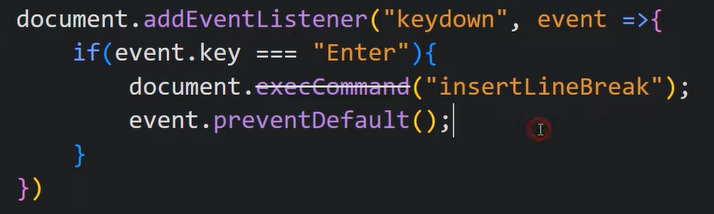 document.addEventListener("keydown", event =>{
    if(event.key === "Enter"){
        document.execCommand("insertLineBreak");
        event.preventDefault();
    }
})